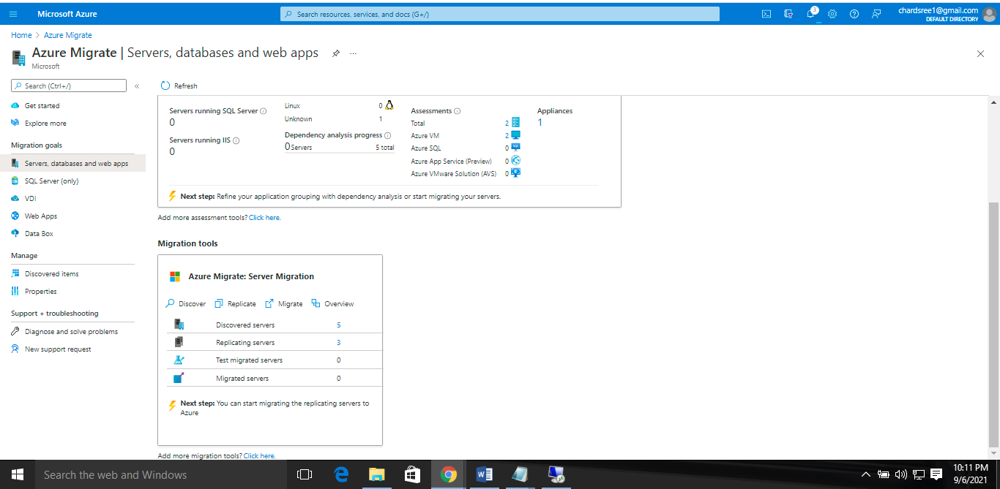 Microsoft Azure
Search resources, services, and docs (G+/)
3
chardsree1@gmail.com
DEFAULT DIRECTORY
Home > Azure Migrate
Azure Migrate | Servers, databases and web apps
...
Microsoft
Search (Ctrl+/)
«
Refresh
Get started
Explore more
Migration goals
Servers, databases and web apps
SQL Server (only)
VDI
Web Apps
Data Box
Manage
Discovered items
Properties
Support + troubleshooting
Diagnose and solve problems
New support request
Servers running SQL Server
0
Servers running IIS
0
Linux 0
Unknown 1
Dependency analysis progress
0 Servers 5 total
Assessments
Total 2
Azure VM 2
Azure SQL 0
Azure App Service (Preview) 0
Azure VMware Solution (AVS) 0
Appliances
1
Next step: Refine your application grouping with dependency analysis or start migrating your servers.
Add more assessment tools? Click here.
Migration tools
Azure Migrate: Server Migration
Discover Replicate Migrate Overview
Discovered servers 5
Replicating servers 3
Test migrated servers 0
Migrated servers 0
Next step: You can start migrating the replicating servers to
Azure
Add more migration tools? Click here.
Search the web and Windows
10:11 PM
9/6/2021